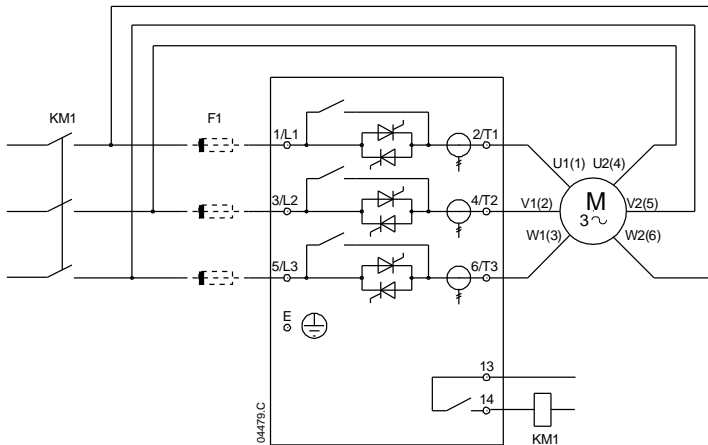 KM1
F1
1/L1
2/T1
U1(1) U2(4)
3/L2
4/T2
V1(2)
M
3~
V2(5)
W1(3)
W2(6)
5/L3
6/T3
E
13
14
KM1
04479.C